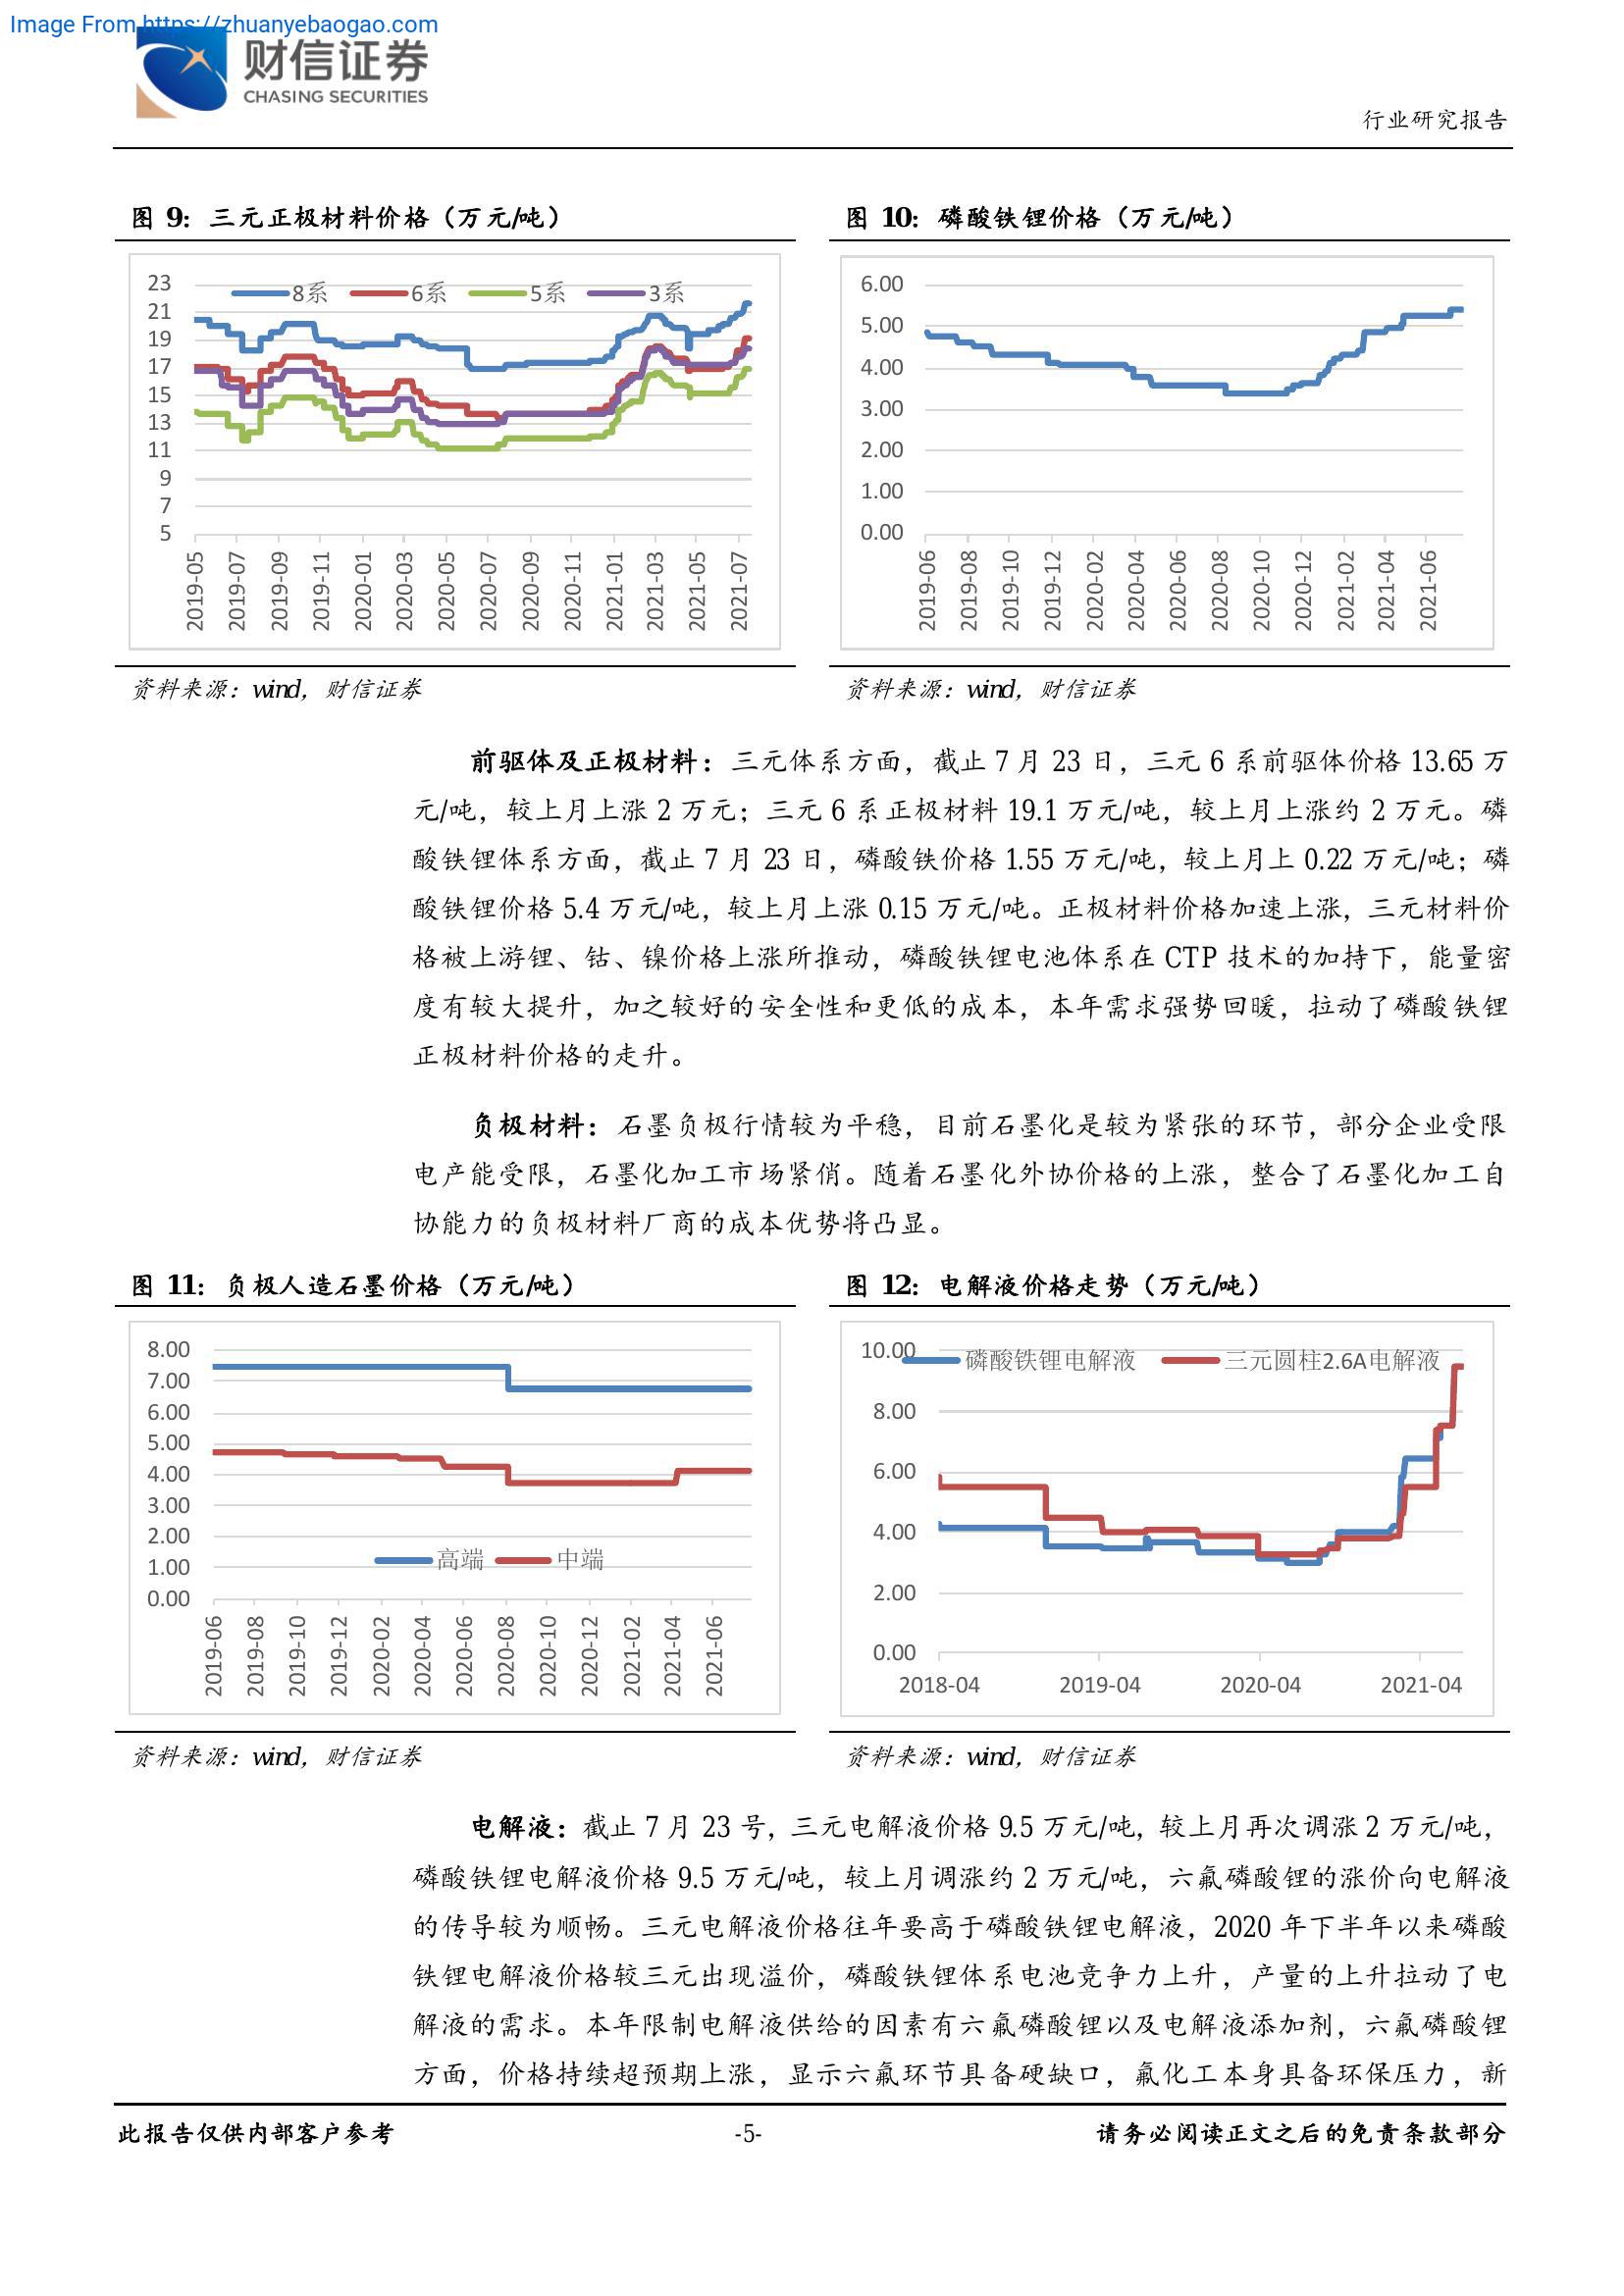 Image From https://zhuanyebaogao.com
财信证券
CHASING SECURITIES
行业研究报告
图 9：三元正极材料价格（万元/吨）
23
21
19
17
15
13
11
9
7
5
8系 6系 5系 3系
2019-05 2019-07 2019-09 2019-11 2020-01 2020-03 2020-05 2020-07 2020-09 2020-11 2021-01 2021-03 2021-05 2021-07
资料来源：wind，财信证券
图 10：磷酸铁锂价格（万元/吨）
6.00
5.00
4.00
3.00
2.00
1.00
0.00
2019-06 2019-08 2019-10 2019-12 2020-02 2020-04 2020-06 2020-08 2020-10 2020-12 2021-02 2021-04 2021-06
资料来源：wind，财信证券
前驱体及正极材料：三元体系方面，截止 7 月 23 日，三元 6 系前驱体价格 13.65 万
元/吨，较上月上涨 2 万元；三元 6 系正极材料 19.1 万元/吨，较上月上涨约 2 万元。磷
酸铁锂体系方面，截止 7 月 23 日，磷酸铁价格 1.55 万元/吨，较上月上 0.22 万元/吨；磷
酸铁锂价格 5.4 万元/吨，较上月上涨 0.15 万元/吨。正极材料价格加速上涨，三元材料价
格被上游锂、钴、镍价格上涨所推动，磷酸铁锂电池体系在 CTP 技术的加持下，能量密
度有较大提升，加之较好的安全性和更低的成本，本年需求强势回暖，拉动了磷酸铁锂
正极材料价格的走升。
负极材料：石墨负极行情较为平稳，目前石墨化是较为紧张的环节，部分企业受限
电产能受限，石墨化加工市场紧俏。随着石墨化外协价格的上涨，整合了石墨化加工自
协能力的负极材料厂商的成本优势将凸显。
图 11：负极人造石墨价格（万元/吨）
8.00
7.00
6.00
5.00
4.00
3.00
2.00
1.00
0.00
高端 中端
2019-06 2019-08 2019-10 2019-12 2020-02 2020-04 2020-06 2020-08 2020-10 2020-12 2021-02 2021-04 2021-06
资料来源：wind，财信证券
图 12：电解液价格走势（万元/吨）
10.00
8.00
6.00
4.00
2.00
0.00
磷酸铁锂电解液 三元圆柱2.6A电解液
2018-04 2019-04 2020-04 2021-04
资料来源：wind，财信证券
电解液：截止 7 月 23 号，三元电解液价格 9.5 万元/吨，较上月再次调涨 2 万元/吨，
磷酸铁锂电解液价格 9.5 万元/吨，较上月调涨约 2 万元/吨，六氟磷酸锂的涨价向电解液
的传导较为顺畅。三元电解液价格往年要高于磷酸铁锂电解液，2020 年下半年以来磷酸
铁锂电解液价格较三元出现溢价，磷酸铁锂体系电池竞争力上升，产量的上升拉动了电
解液的需求。本年限制电解液供给的因素有六氟磷酸锂以及电解液添加剂，六氟磷酸锂
方面，价格持续超预期上涨，显示六氟环节具备硬缺口，氟化工本身具备环保压力，新
此报告仅供内部客户参考
-5-
请务必阅读正文之后的免责条款部分